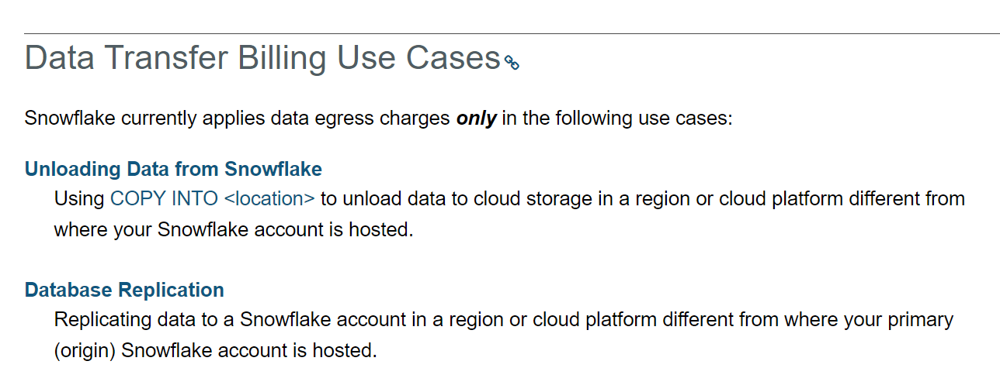 Data Transfer Billing Use Cases
Snowflake currently applies data egress charges only in the following use cases:
Unloading Data from Snowflake
Using COPY INTO <location> to unload data to cloud storage in a region or cloud platform different from
where your Snowflake account is hosted.
Database Replication
Replicating data to a Snowflake account in a region or cloud platform different from where your primary
(origin) Snowflake account is hosted.